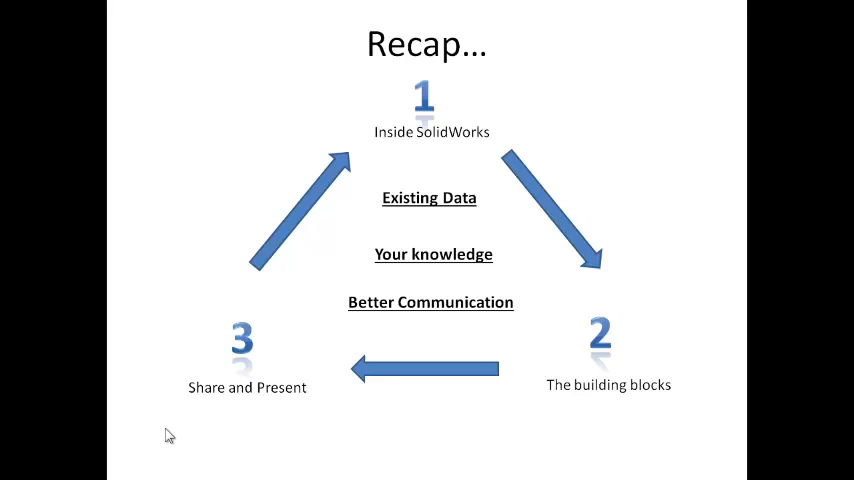 Recap...
1
Inside SolidWorks
Existing Data
Your knowledge
Better Communication
3
2
Share and Present
The building blocks